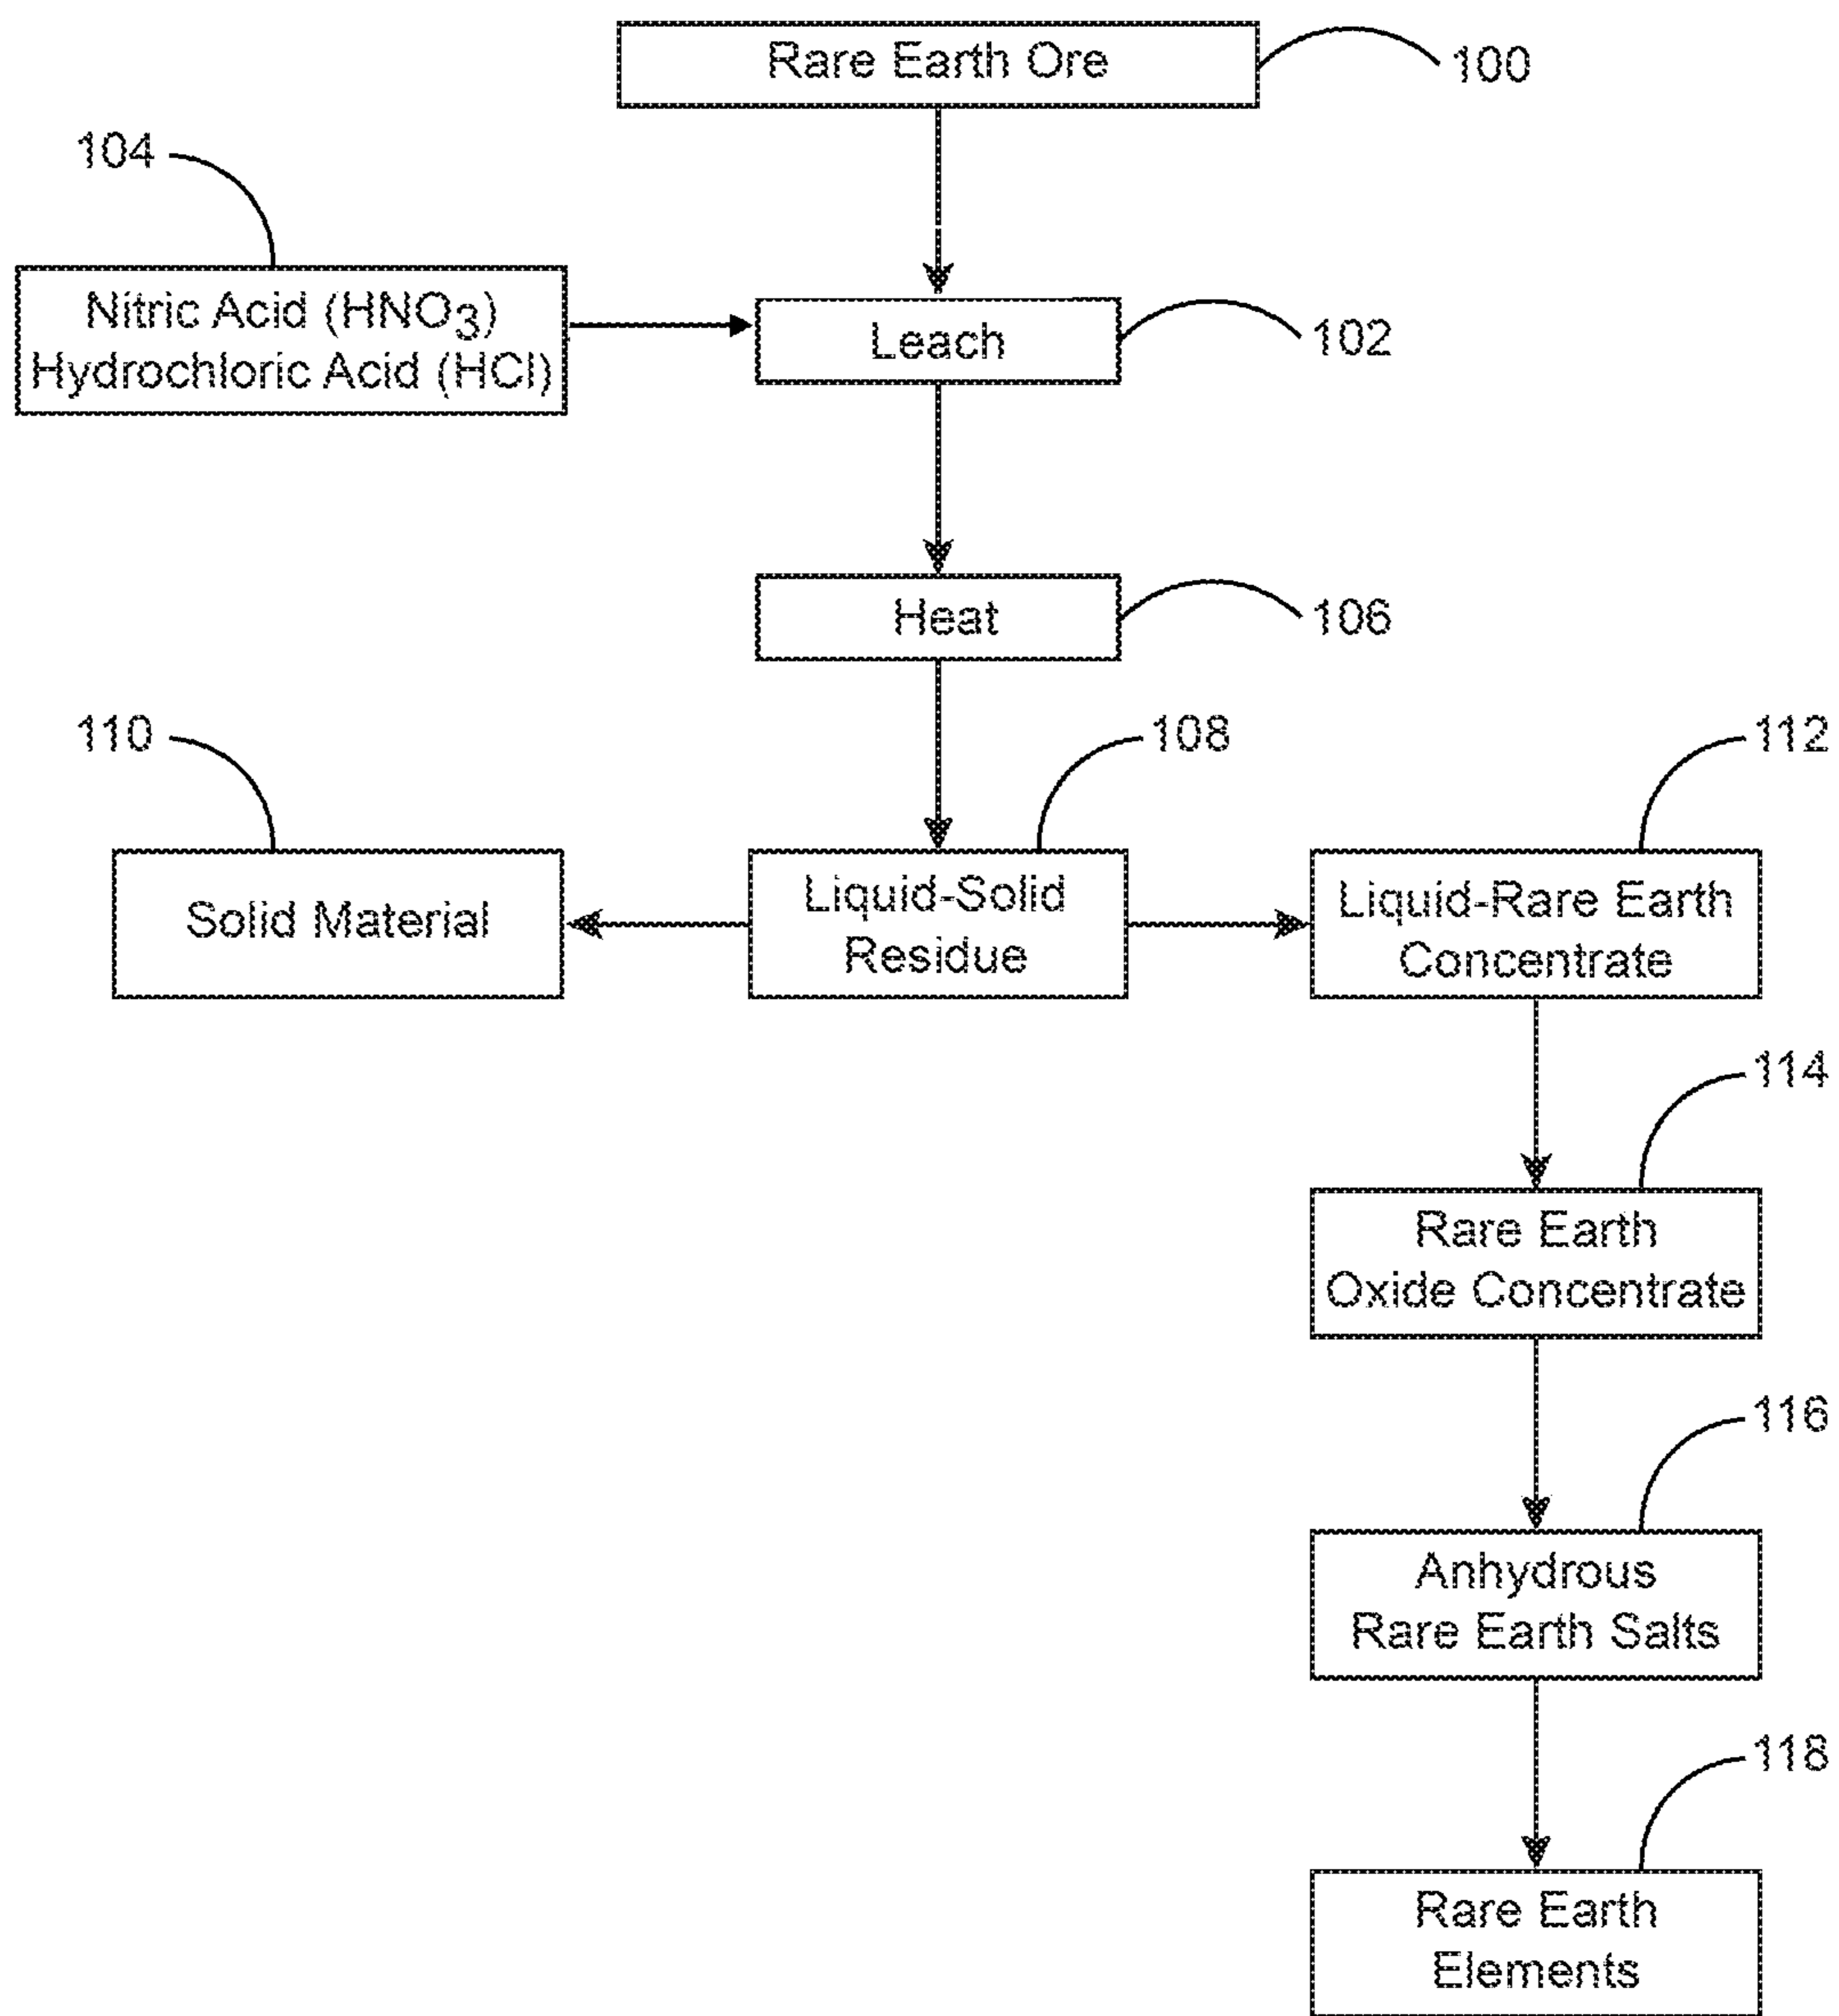 Rare Earth Ore
100
104
Nitric Acid (HNO3)
Hydrochloric Acid (HCl)
Leach
102
Heat
106
110
108
112
Solid Material
Liquid-Solid
Residue
Liquid-Rare Earth
Concentrate
114
Rare Earth
Oxide Concentrate
116
Anhydrous
Rare Earth Salts
118
Rare Earth
Elements